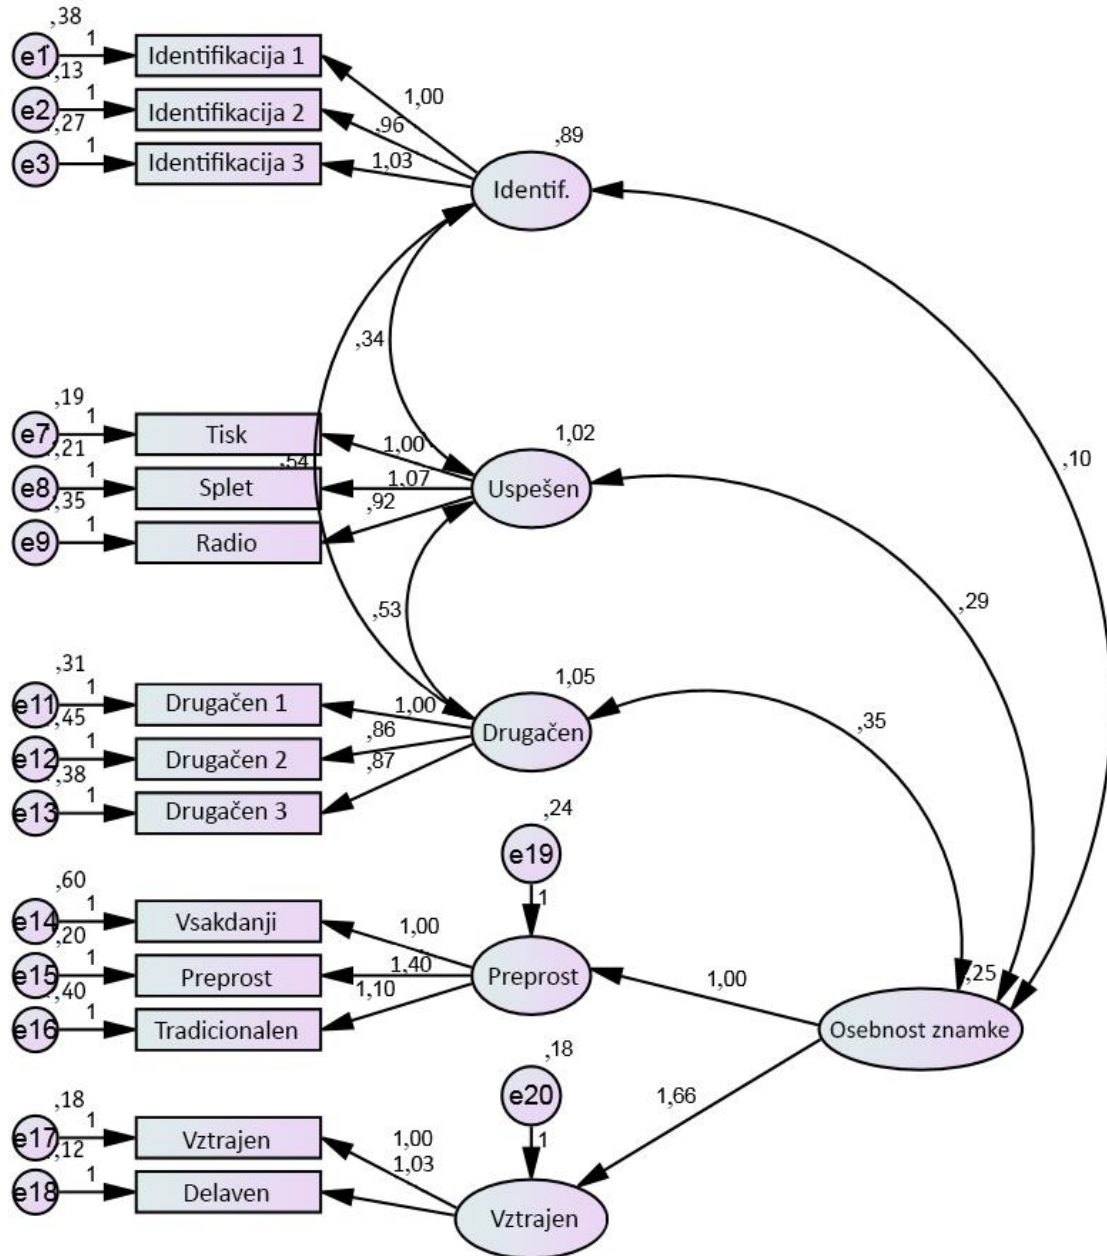 ,38
e1
1
Identifikacija 1
1,00
,13
e2
1
Identifikacija 2
,96
,89
,27
e3
1
Identifikacija 3
1,03
Identif.
,34
,10
,19
e7
1
Tisk
1,00
1,02
,21
e8
1
Splet
,54
1,07
Uspešen
,35
e9
1
Radio
,92
,53
,29
,31
e11
1
Drugačen 1
1,00
1,05
,45
e12
1
Drugačen 2
,86
Drugačen
,35
,38
e13
1
Drugačen 3
,87
,24
e19
1
,60
e14
1
Vsakdanji
1,00
,20
e15
1
Preprost
1,40
Preprost
1,00
,25
,40
e16
1
Tradicionalen
1,10
Osebnost znamke
,18
e20
1
1,66
,18
e17
1
Vztrajen
1,00
,12
e18
1
Delaven
1,03
Vztrajen